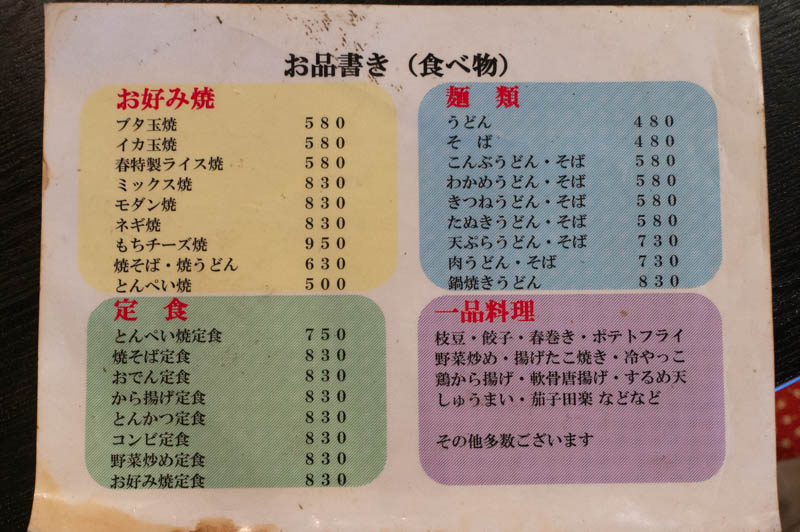 お品書き（食べ物）
お好み焼
ブタ玉焼 580
イカ玉焼 580
春特製ライス焼 580
ミックス焼 830
モダン焼 830
ネギ焼 830
もちチーズ焼 950
焼そば・焼うどん 630
とんぺい焼 500
麺 類
うどん 480
そ ば 480
こんぶうどん・そば 580
わかめうどん・そば 580
きつねうどん・そば 580
たぬきうどん・そば 580
天ぷらうどん・そば 730
肉うどん・そば 730
鍋焼きうどん 830
定 食
とんぺい焼定食 750
焼そば定食 830
おでん定食 830
から揚げ定食 830
とんかつ定食 830
コンビ定食 830
野菜炒め定食 830
お好み焼定食 830
一品料理
枝豆・餃子・春巻き・ポテトフライ
野菜炒め・揚げたこ焼き・冷やっこ
鶏から揚げ・軟骨唐揚げ・するめ天
しゅうまい・茄子田楽 などなど
その他多数ございます